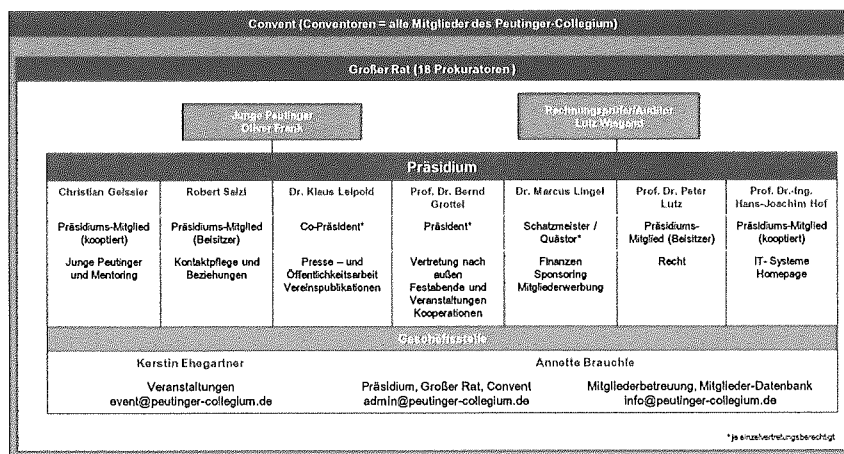 Convent (Conventoren = alle Mitglieder des Peutinger-Collegium)
Großer Rat (18 Prokuratoren)
Junge Peutinger
Oliver Frank
Rechnungsprüfer/Auditor
Lutz Wiegand
Präsidium
Christian Geissler
Präsidiums-Mitglied
(kooptiert)
Junge Peutinger
und Mentoring
Robert Salzl
Präsidiums-Mitglied
(Beisitzer)
Kontaktpflege und
Beziehungen
Dr. Klaus Leipold
Co-Präsident*
Presse – und
Öffentlichkeitsarbeit
Vereinspublikationen
Prof. Dr. Bernd
Grottel
Präsident*
Vertretung nach
außen
Festabende und
Veranstaltungen
Kooperationen
Dr. Marcus Lingel
Schatzmeister /
Quästor*
Finanzen
Sponsoring
Mitgliederwerbung
Prof. Dr. Peter
Lutz
Präsidiums-
Mitglied (Beisitzer)
Recht
Prof. Dr.-Ing.
Hans-Joachim Hof
Präsidiums-Mitglied
(kooptiert)
IT- Systeme
Homepage
Geschäftsstelle
Kerstin Ehegartner
Veranstaltungen
event@peutinger-collegium.de
Annette Brauchle
Präsidium, Großer Rat, Convent
admin@peutinger-collegium.de
Mitgliederbetreuung, Mitglieder-Datenbank
info@peutinger-collegium.de
* je einzelvertretungsberechtigt